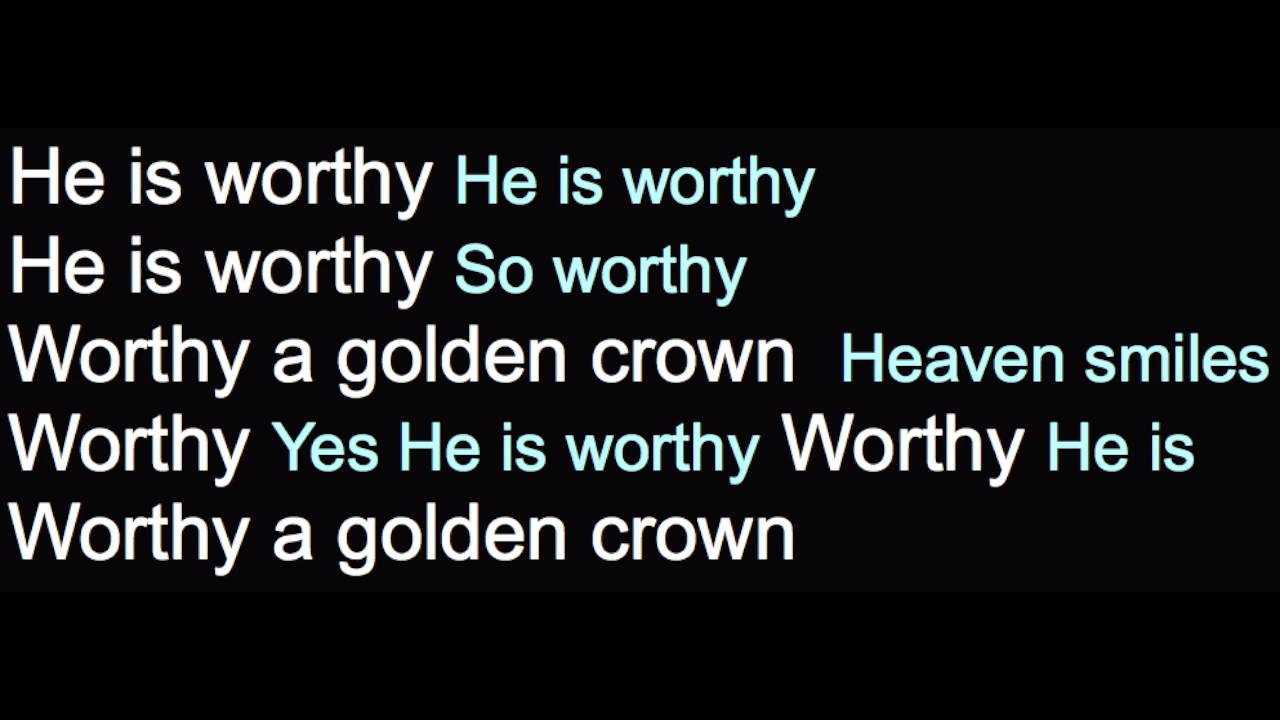 He is worthy He is worthy
He is worthy So worthy
Worthy a golden crown  Heaven smiles
Worthy Yes He is worthy Worthy He is
Worthy a golden crown